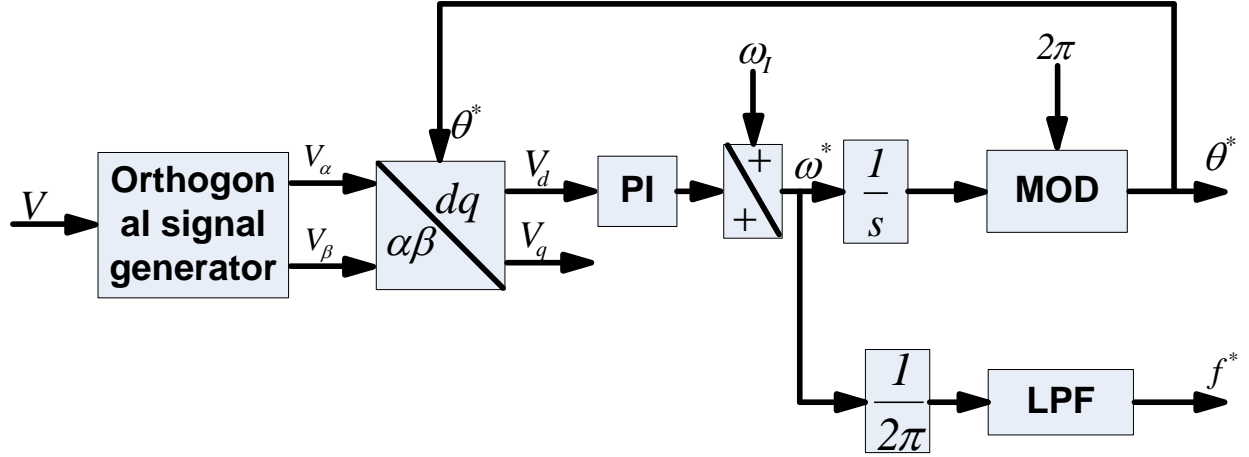 V
Orthogon
al signal
generator
V_α
V_β
θ*
dq
αβ
V_d
V_q
PI
ω_I
+
+
ω*
1
s
2π
MOD
θ*
1
2π
LPF
f*